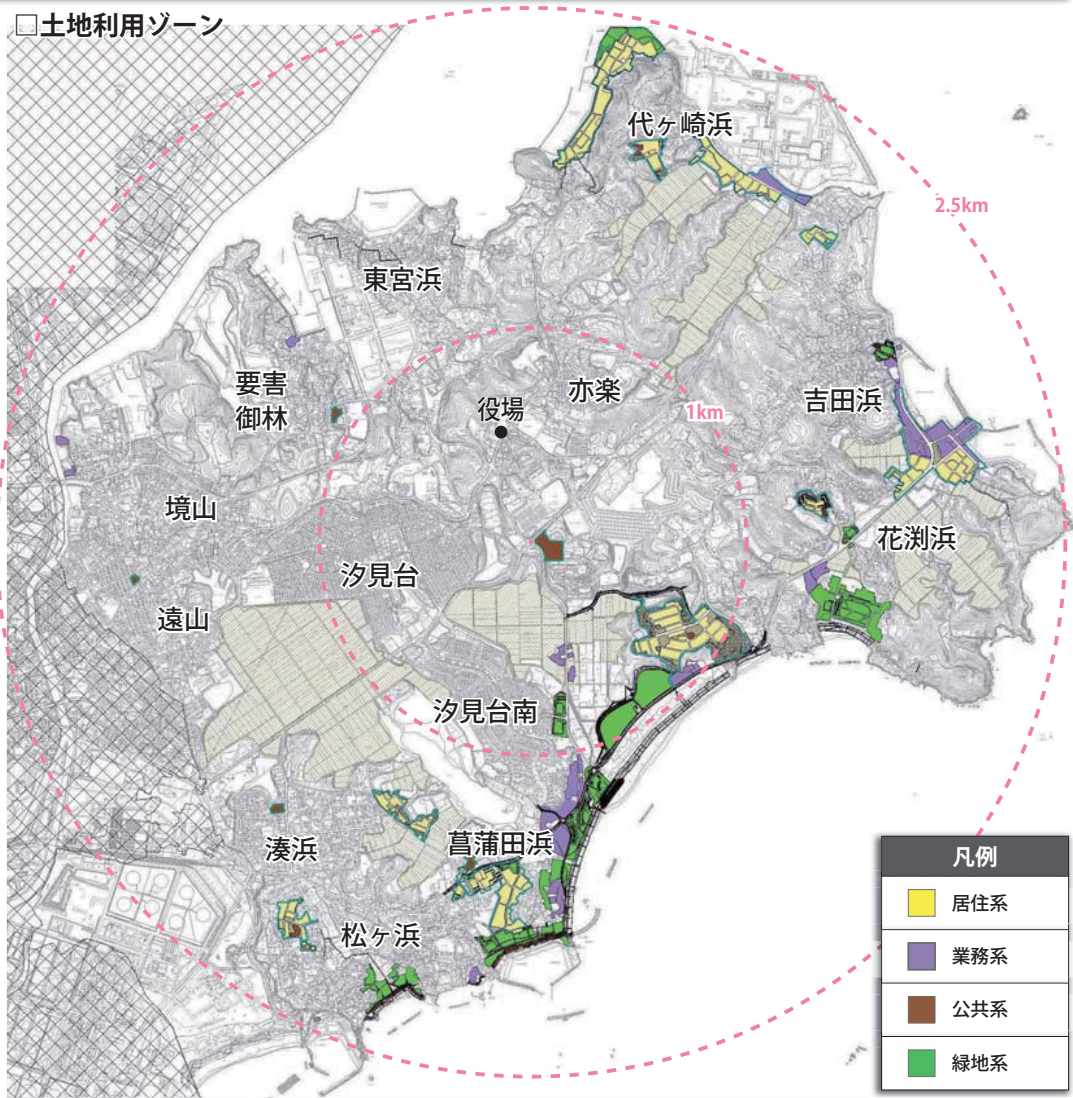 □土地利用ゾーン
代ヶ崎浜
2.5km
東宮浜
要害
御林
役場
赤楽
1km
吉田浜
境山
汐見台
花渕浜
遠山
汐見台南
湊浜
菖蒲田浜
松ヶ浜
凡例
居住系
業務系
公共系
緑地系